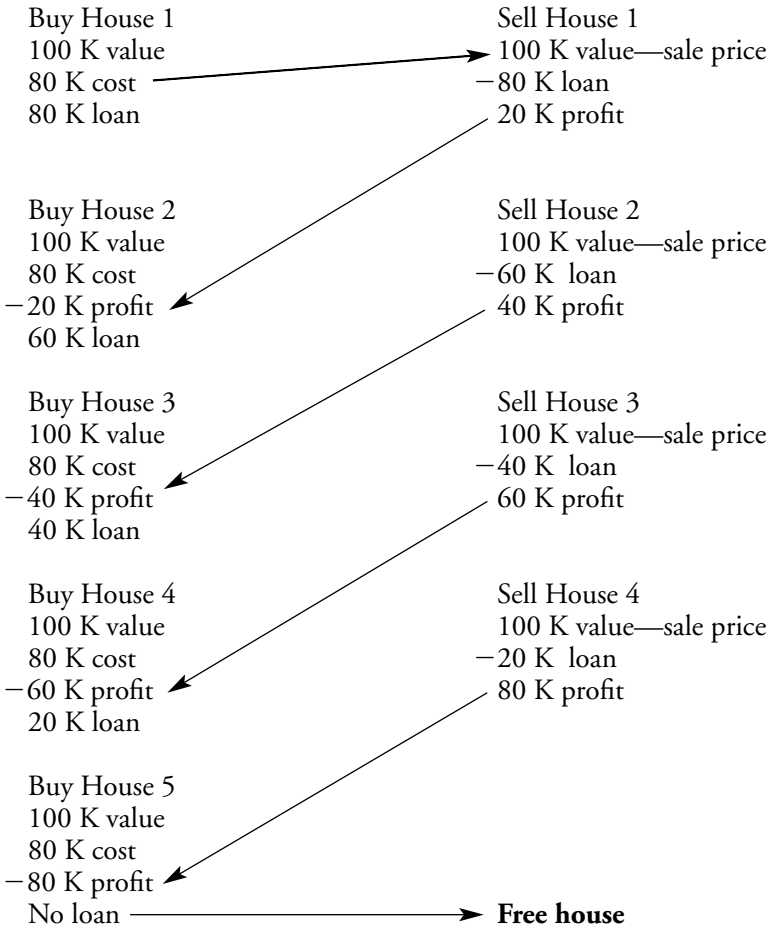 Buy House 1
100 K value
80 K cost
80 K loan
Sell House 1
100 K value—sale price
−80 K loan
20 K profit
Buy House 2
100 K value
80 K cost
−20 K profit
60 K loan
Sell House 2
100 K value—sale price
−60 K loan
40 K profit
Buy House 3
100 K value
80 K cost
−40 K profit
40 K loan
Sell House 3
100 K value—sale price
−40 K loan
60 K profit
Buy House 4
100 K value
80 K cost
−60 K profit
20 K loan
Sell House 4
100 K value—sale price
−20 K loan
80 K profit
Buy House 5
100 K value
80 K cost
−80 K profit
No loan
Free house